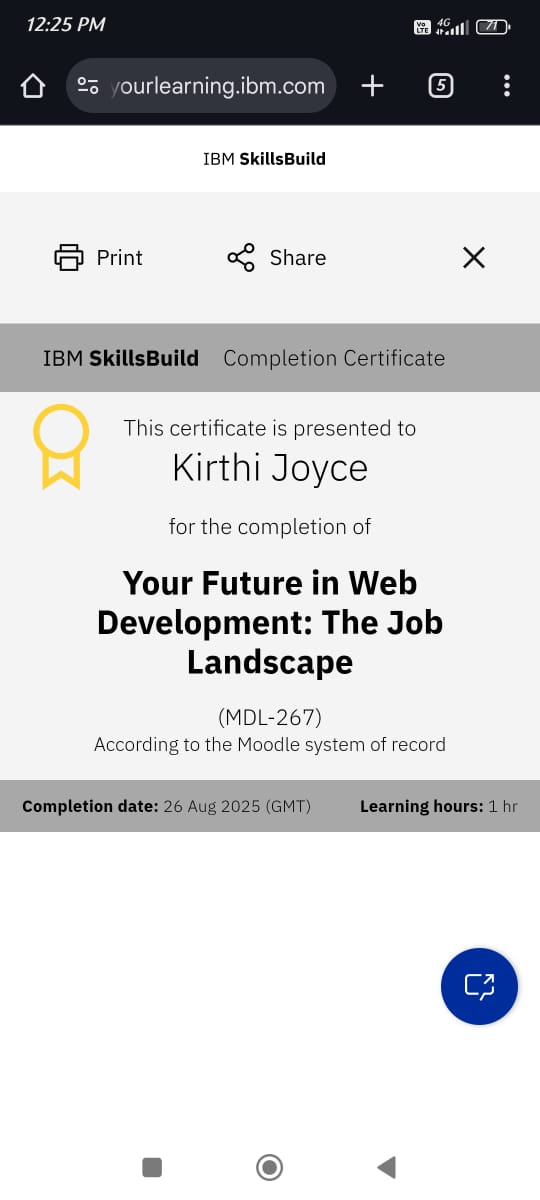 12:25 PM
Vo LTE 4G 71
yourlearning.ibm.com
5
IBM SkillsBuild
Print
Share
IBM SkillsBuild Completion Certificate
This certificate is presented to
Kirthi Joyce
for the completion of
Your Future in Web
Development: The Job
Landscape
(MDL-267)
According to the Moodle system of record
Completion date: 26 Aug 2025 (GMT) Learning hours: 1 hr